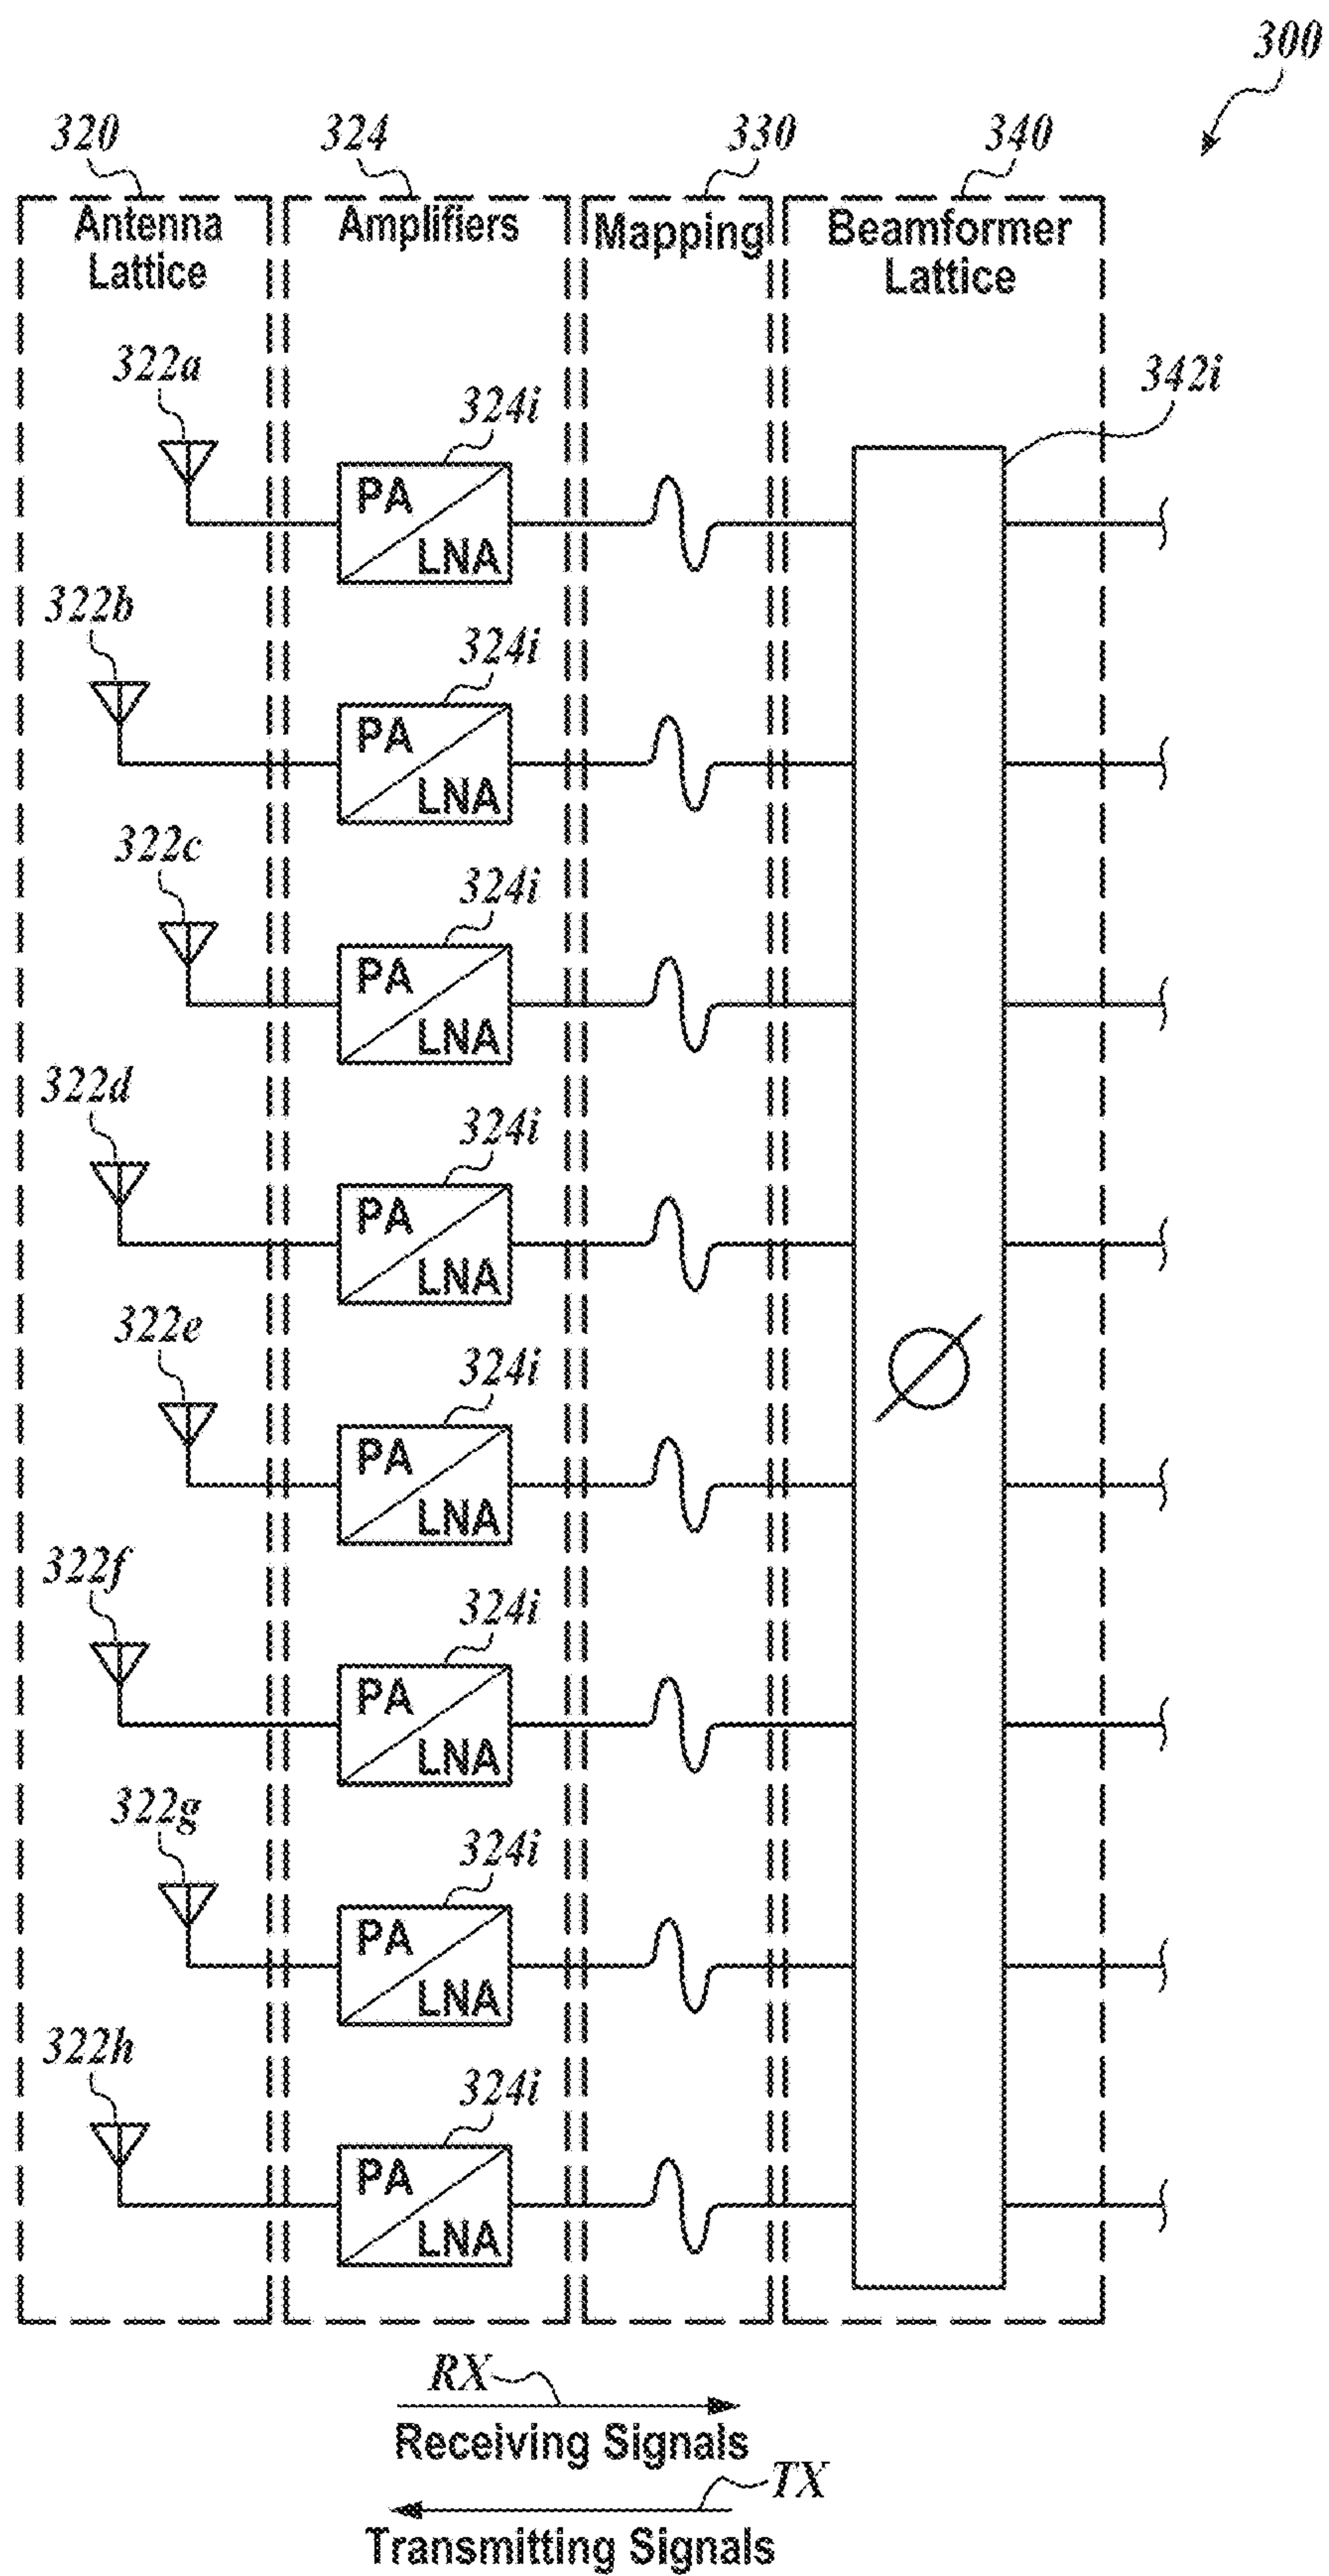 300
320 324 330 340
Antenna Lattice
Amplifiers
Mapping
Beamformer Lattice
322a
324i
342i
PA
LNA
322b
324i
PA
LNA
322c
324i
PA
LNA
322d
324i
PA
LNA
322e
324i
PA
LNA
322f
324i
PA
LNA
322g
324i
PA
LNA
322h
324i
PA
LNA
Ø
RX
Receiving Signals
TX
Transmitting Signals